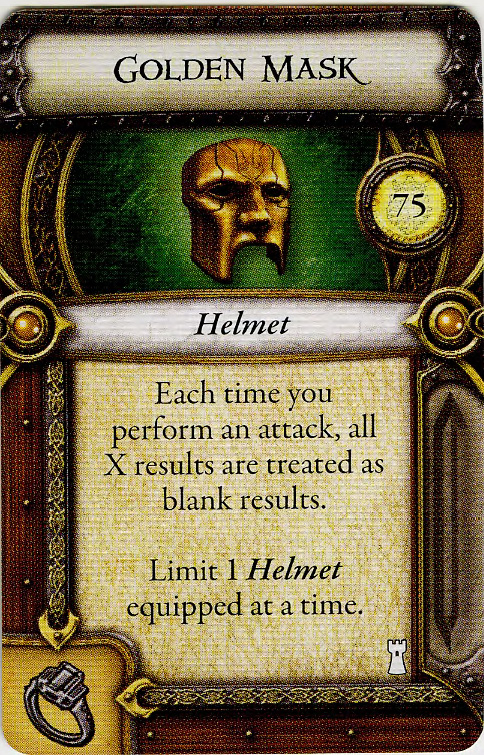 Golden Mask
75
Helmet
Each time you
perform an attack, all
X results are treated as
blank results.
Limit 1 Helmet
equipped at a time.